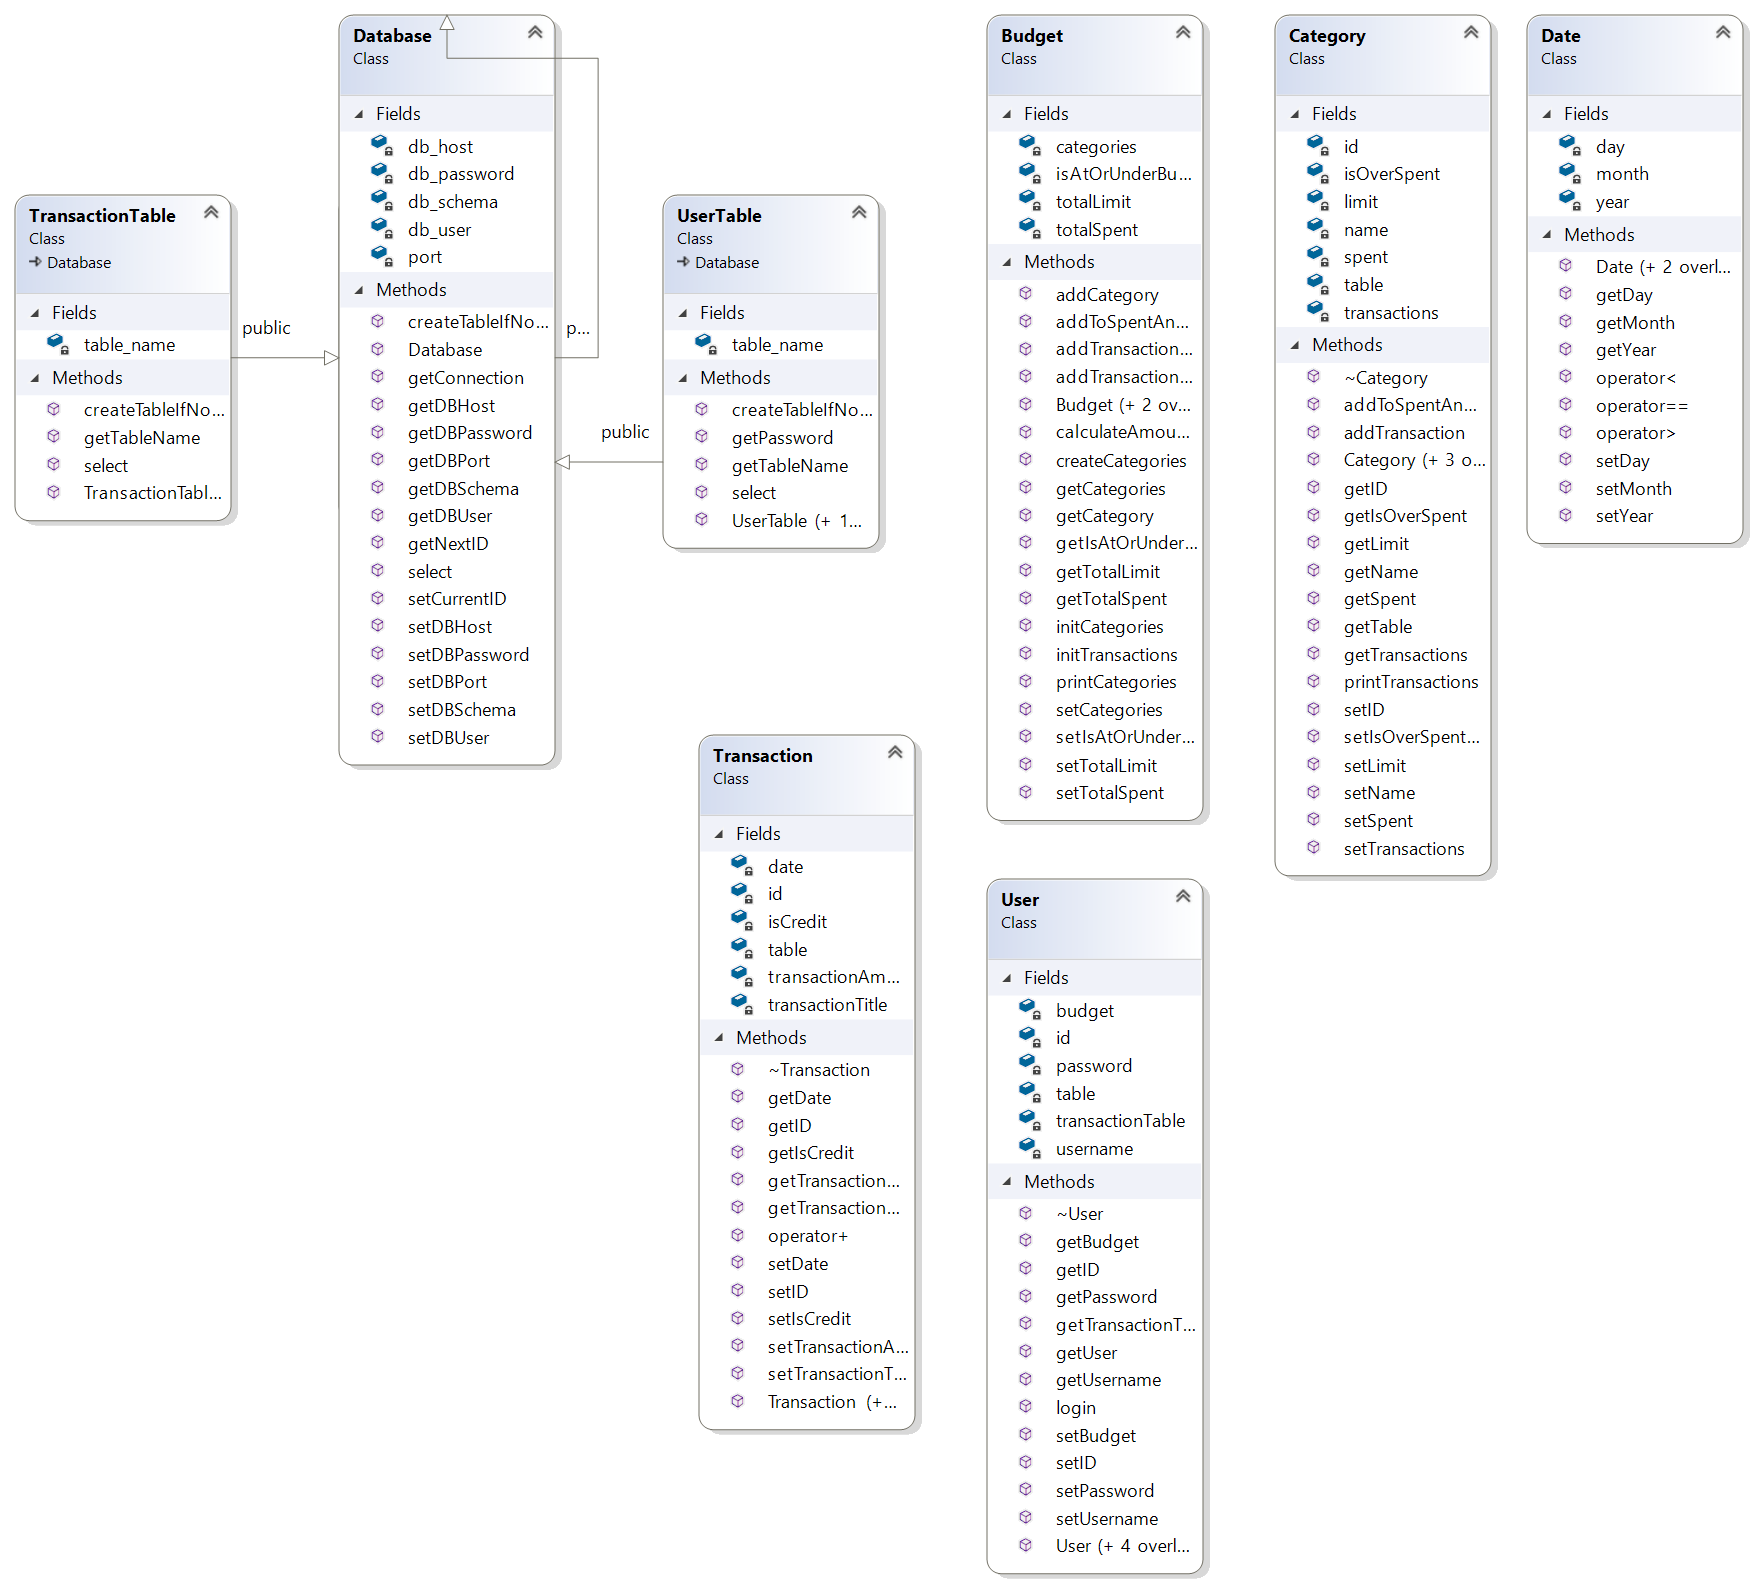 Database
Class
Fields
db_host
db_password
db_schema
db_user
port
Methods
createTableIfNo...
Database
getConnection
getDBHost
getDBPassword
getDBPort
getDBSchema
getDBUser
getNextID
select
setCurrentID
setDBHost
setDBPassword
setDBPort
setDBSchema
setDBUser
TransactionTable
Class
Database
Fields
table_name
Methods
createTableIfNo...
getTableName
select
TransactionTabl...
public
p...
public
UserTable
Class
Database
Fields
table_name
Methods
createTableIfNo...
getPassword
getTableName
select
UserTable (+ 1...
Transaction
Class
Fields
date
id
isCredit
table
transactionAm...
transactionTitle
Methods
~Transaction
getDate
getID
getIsCredit
getTransaction...
getTransaction...
operator+
setDate
setID
setIsCredit
setTransactionA...
setTransactionT...
Transaction (+...
Budget
Class
Fields
categories
isAtOrUnderBu...
totalLimit
totalSpent
Methods
addCategory
addToSpentAn...
addTransaction...
addTransaction...
Budget (+ 2 ov...
calculateAmou...
createCategories
getCategories
getCategory
getIsAtOrUnder...
getTotalLimit
getTotalSpent
initCategories
initTransactions
printCategories
setCategories
setIsAtOrUnder...
setTotalLimit
setTotalSpent
User
Class
Fields
budget
id
password
table
transactionTable
username
Methods
~User
getBudget
getID
getPassword
getTransactionT...
getUser
getUsername
login
setBudget
setID
setPassword
setUsername
User (+ 4 overl...
Category
Class
Fields
id
isOverSpent
limit
name
spent
table
transactions
Methods
~Category
addToSpentAn...
addTransaction
Category (+ 3 o...
getID
getIsOverSpent
getLimit
getName
getSpent
getTable
getTransactions
printTransactions
setID
setIsOverSpent...
setLimit
setName
setSpent
setTransactions
Date
Class
Fields
day
month
year
Methods
Date (+ 2 overl...
getDay
getMonth
getYear
operator<
operator==
operator>
setDay
setMonth
setYear